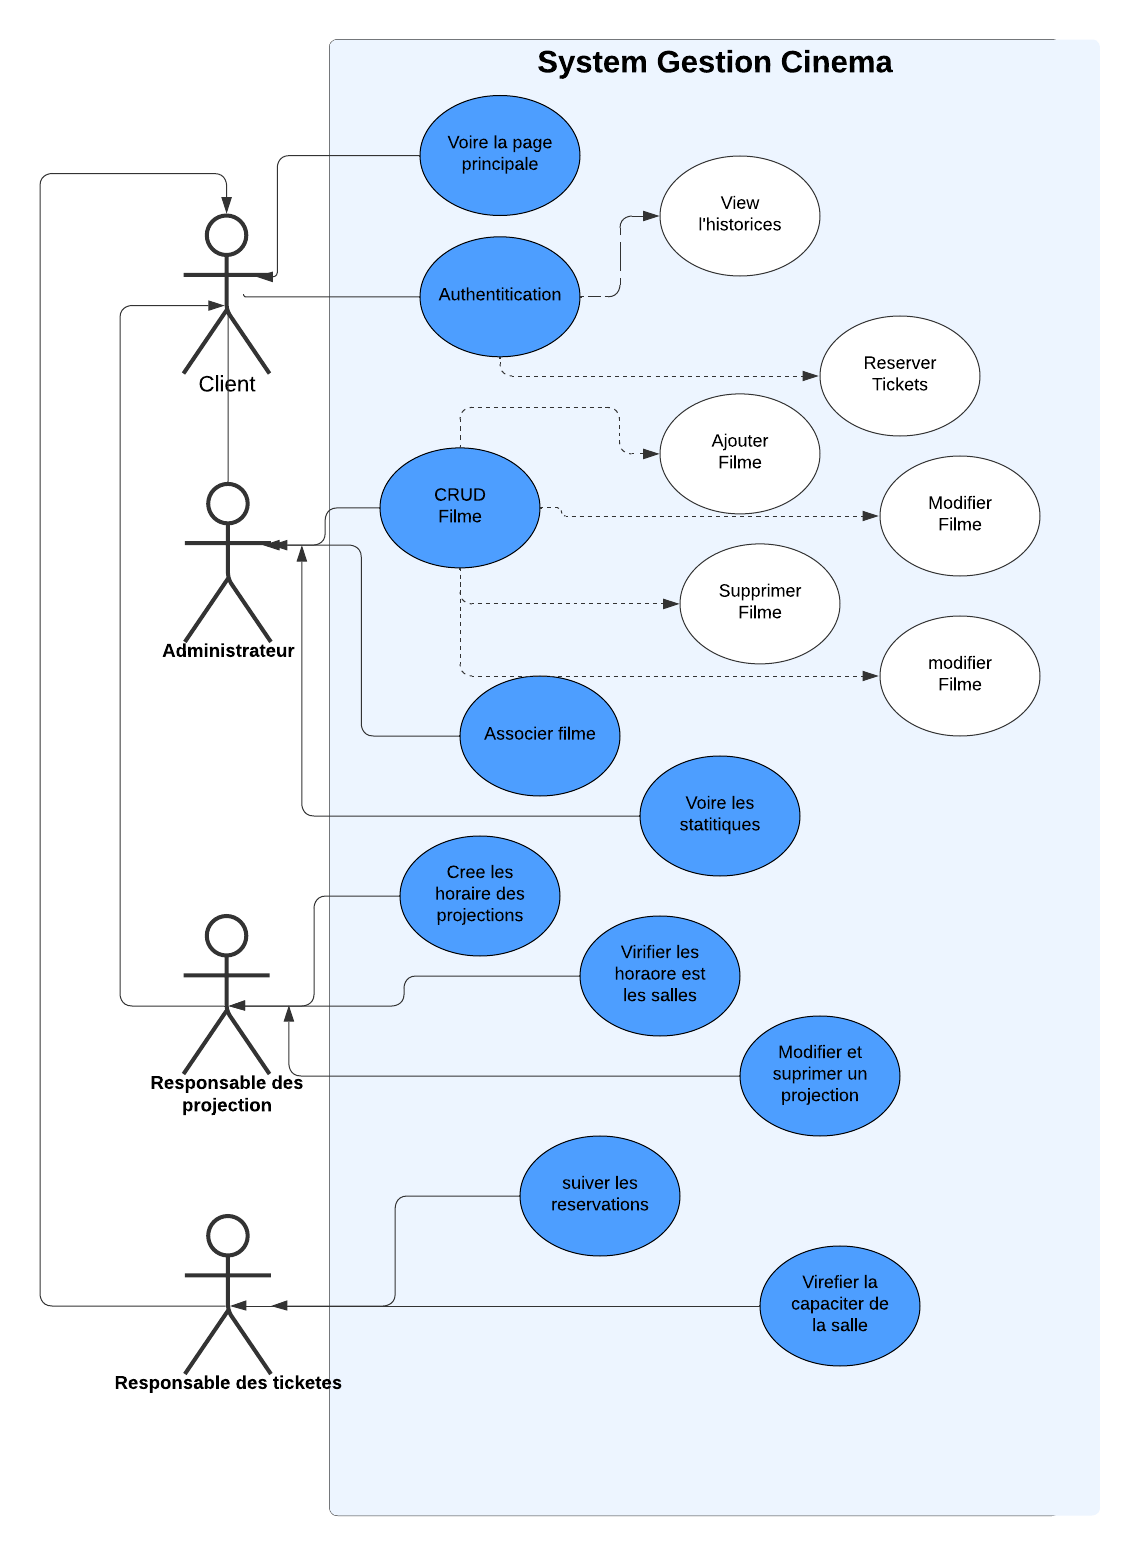 System Gestion Cinema
Voire la page
principale
View
l'historices
Authentitication
Reserver
Tickets
Client
Ajouter
Filme
CRUD
Filme
Modifier
Filme
Supprimer
Filme
Administrateur
modifier
Filme
Associer filme
Voire les
statitiques
Cree les
horaire des
projections
Virifier les
horaore est
les salles
Modifier et
suprimer un
projection
Responsable des
projection
suiver les
reservations
Virefier la
capaciter de
la salle
Responsable des ticketes